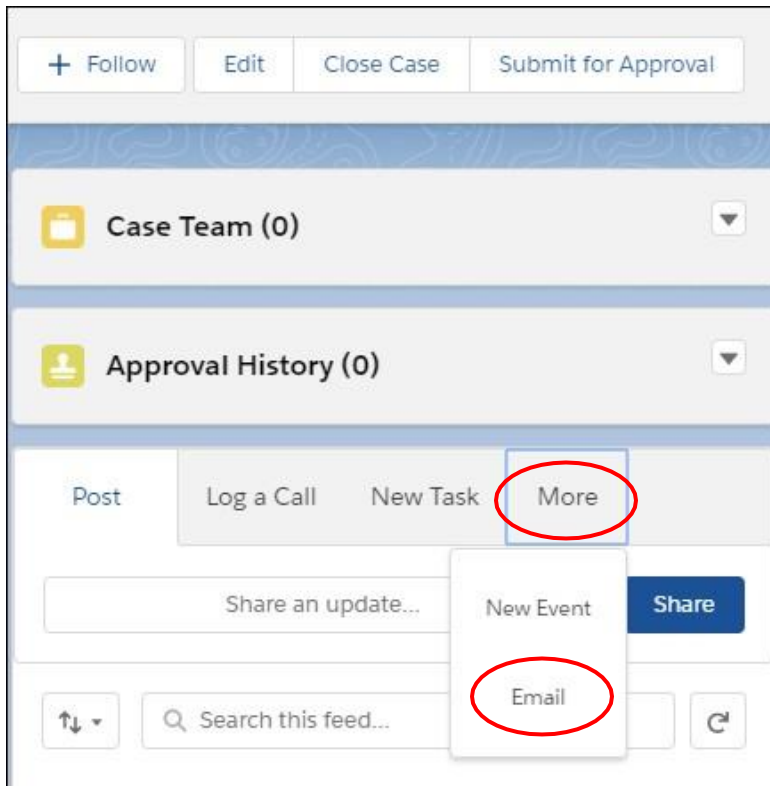 + Follow Edit Close Case Submit for Approval
Case Team (0)
Approval History (0)
Post Log a Call New Task More
Share an update... New Event Share
Email
Search this feed...